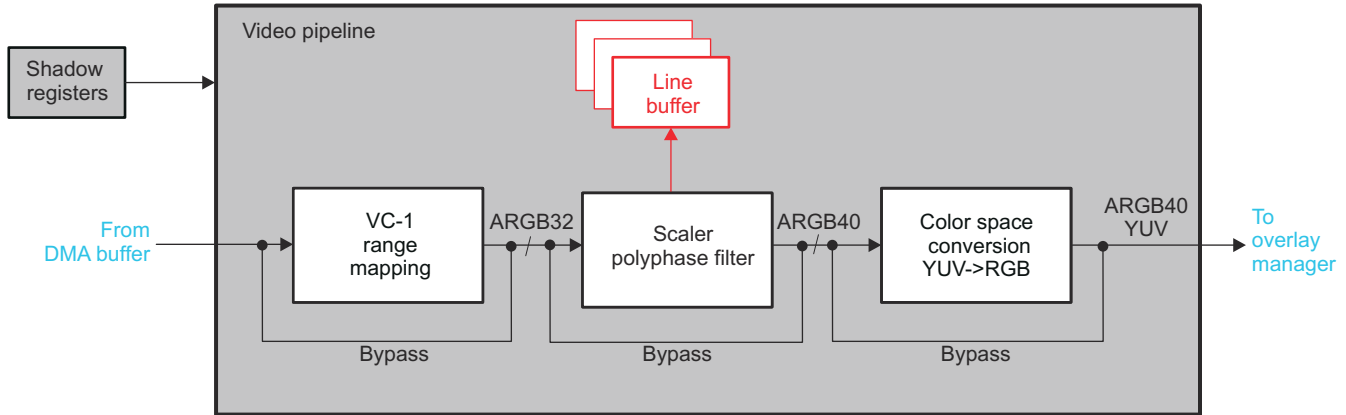 Video pipeline
Shadow
registers
Line
buffer
From
DMA buffer
VC-1
range
mapping
ARGB32
Scaler
polyphase filter
ARGB40
Color space
conversion
YUV->RGB
ARGB40
YUV
To
overlay
manager
Bypass
Bypass
Bypass